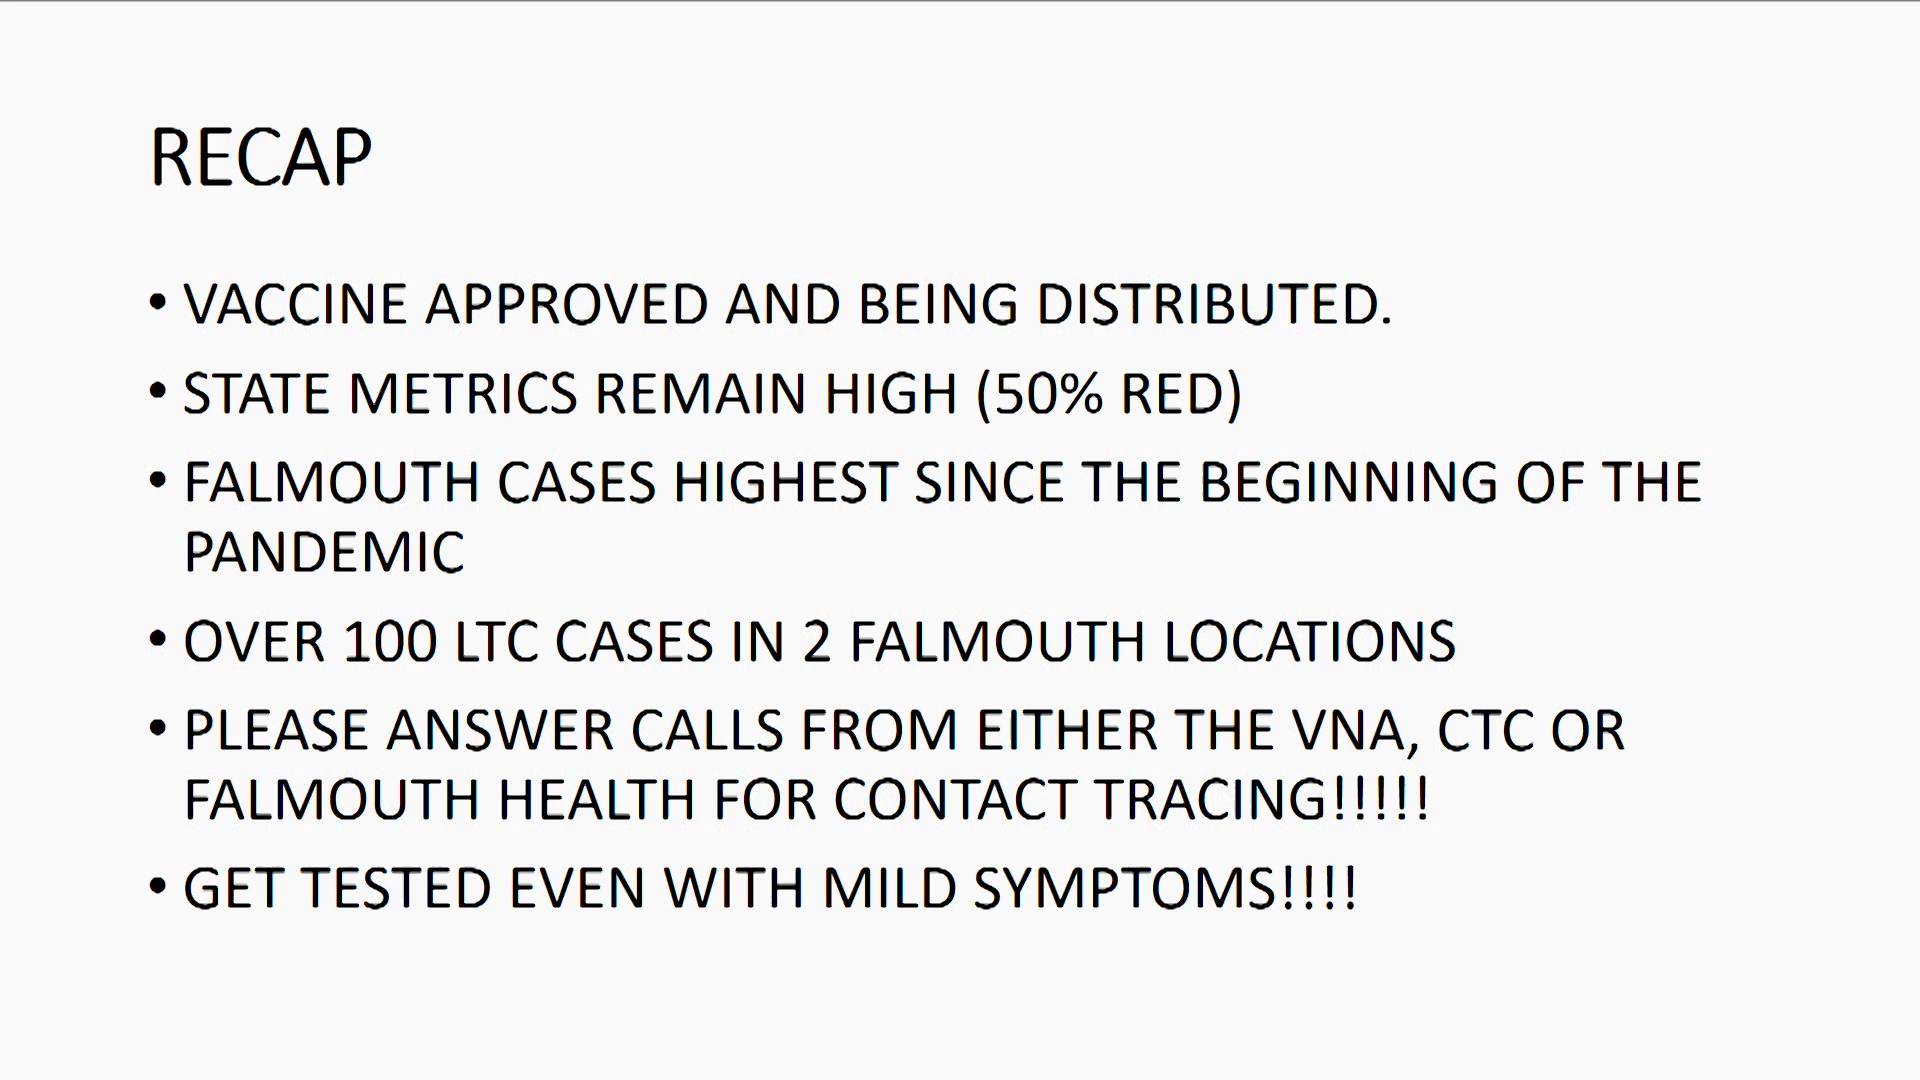 RECAP
• VACCINE APPROVED AND BEING DISTRIBUTED.
• STATE METRICS REMAIN HIGH (50% RED)
• FALMOUTH CASES HIGHEST SINCE THE BEGINNING OF THE
PANDEMIC
• OVER 100 LTC CASES IN 2 FALMOUTH LOCATIONS
• PLEASE ANSWER CALLS FROM EITHER THE VNA, CTC OR
FALMOUTH HEALTH FOR CONTACT TRACING!!!!!
• GET TESTED EVEN WITH MILD SYMPTOMS!!!!